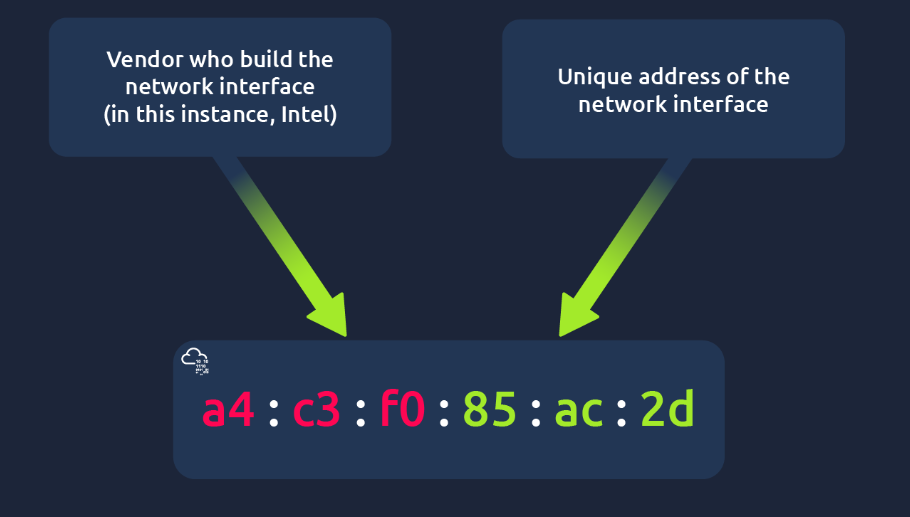 Vendor who build the
network interface
(in this instance, Intel)
Unique address of the
network interface
a4 : c3 : f0 : 85 : ac : 2d